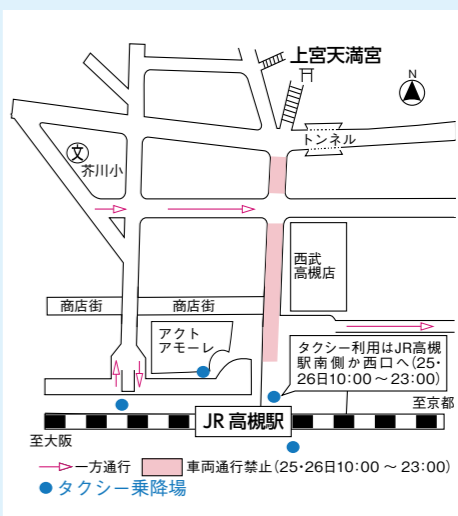 上宮天満宮
N
トンネル
文
芥川小
西武
高槻店
商店街
商店街
アクト
アモーレ
タクシー利用はJR高槻
駅南側か西口へ(25・
26日10:00～23:00)
至京都
JR 高槻駅
至大阪
一方通行
車両通行禁止(25・26日10:00 ～ 23:00)
タクシー乗降場